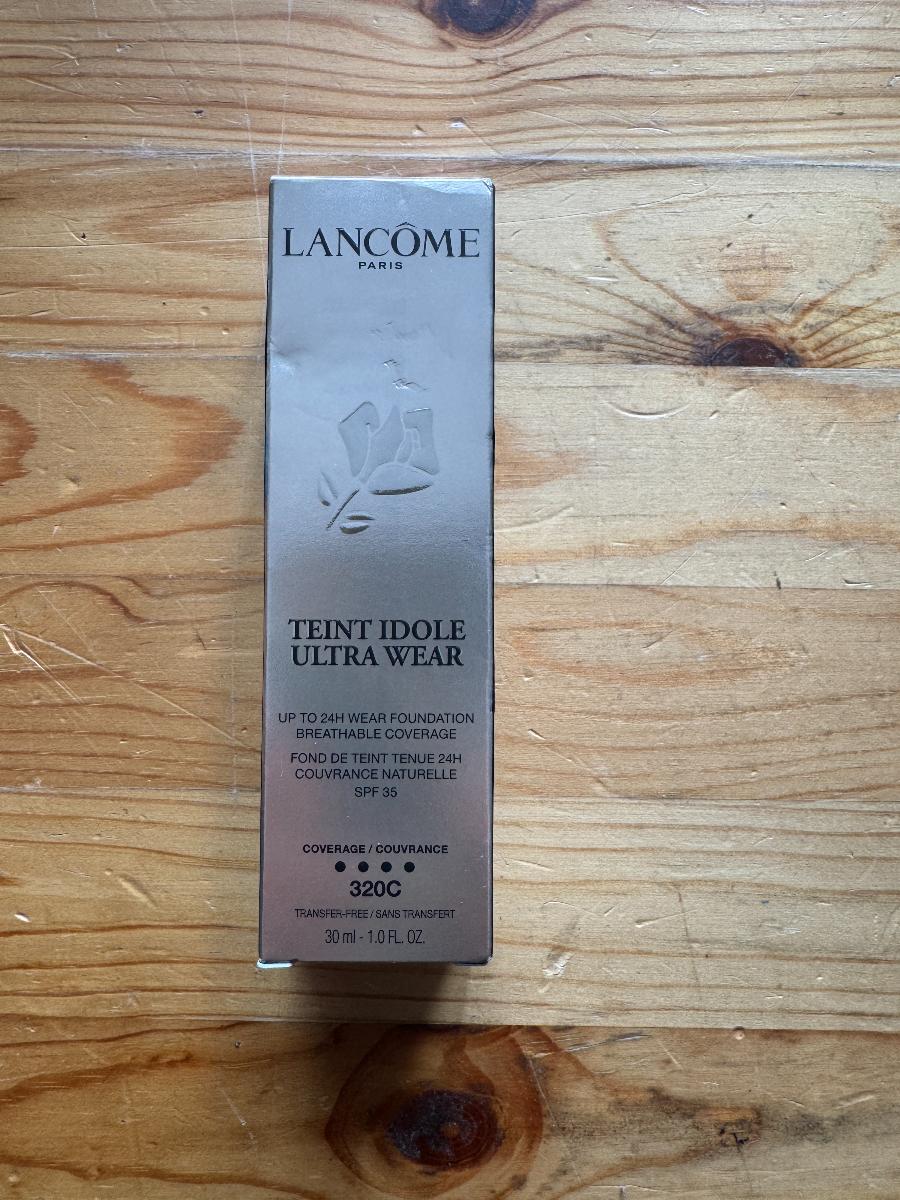 LANCÔME
PARIS
TEINT IDOLE
ULTRA WEAR
UP TO 24H WEAR FOUNDATION
BREATHABLE COVERAGE
FOND DE TEINT TENUE 24H
COUVRANCE NATURELLE
SPF 35
COVERAGE / COUVRANCE
320C
TRANSFER-FREE / SANS TRANSFERT
30 ml - 1.0 FL. OZ.